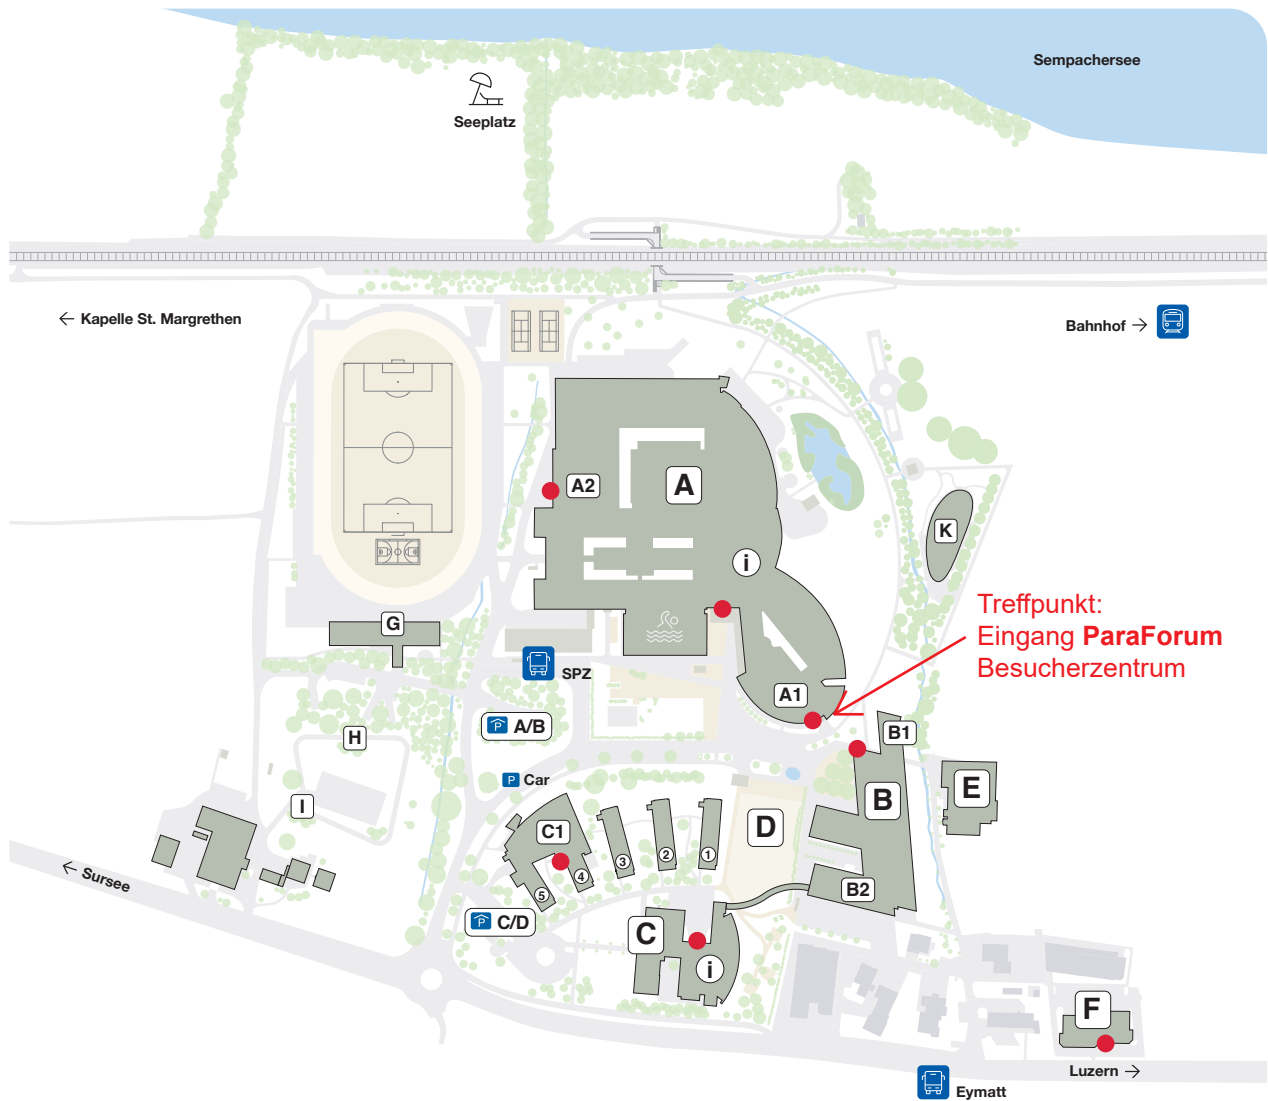 Sempachersee
Seeplatz
← Kapelle St. Margrethen
Bahnhof →
A2
A
K
i
Treffpunkt:
Eingang ParaForum
Besucherzentrum
G
SPZ
A1
P A/B
B1
H
P Car
E
B
I
C1
D
3
2
1
4
5
B2
← Sursee
P C/D
C
i
F
Luzern →
Eymatt